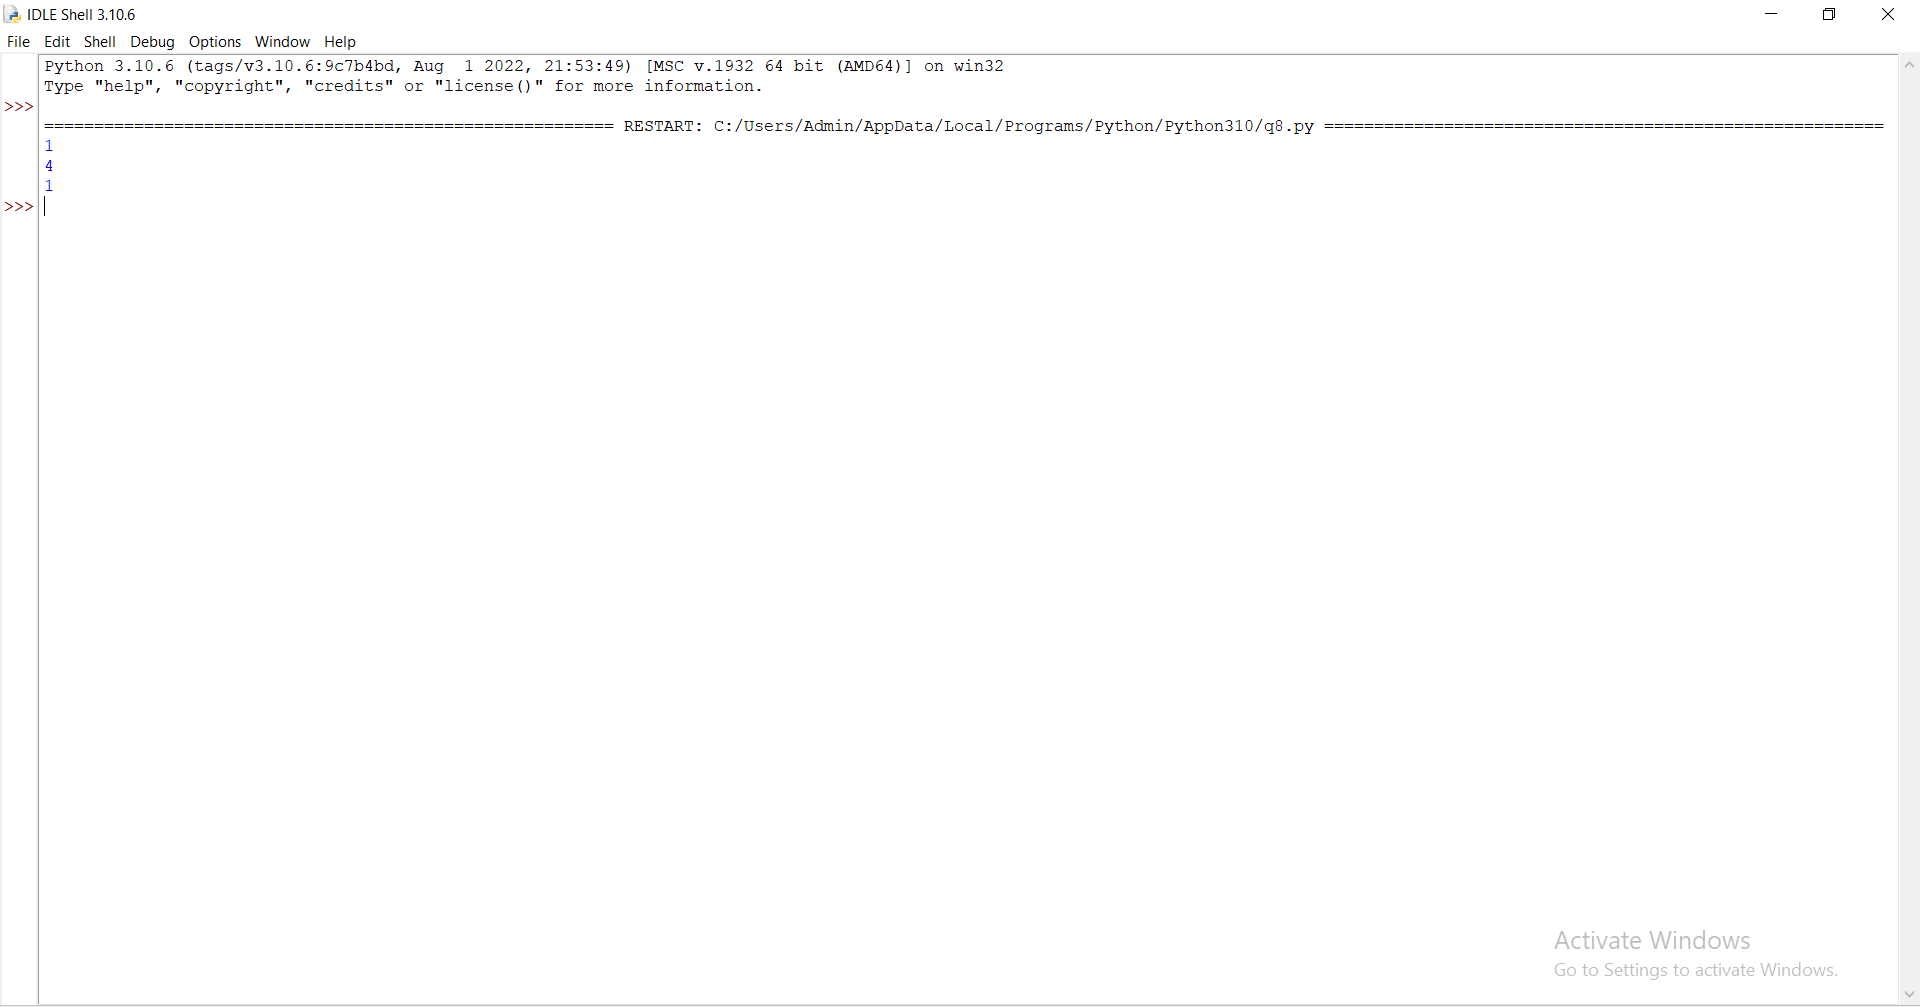 IDLE Shell 3.10.6
File Edit Shell Debug Options Window Help
Python 3.10.6 (tags/v3.10.6:9c7b4bd, Aug  1 2022, 21:53:49) [MSC v.1932 64 bit (AMD64)] on win32
Type "help", "copyright", "credits" or "license()" for more information.
>>>
========================================================= RESTART: C:/Users/Admin/AppData/Local/Programs/Python/Python310/q8.py ========================================================
1
4
1
>>>
Activate Windows
Go to Settings to activate Windows.